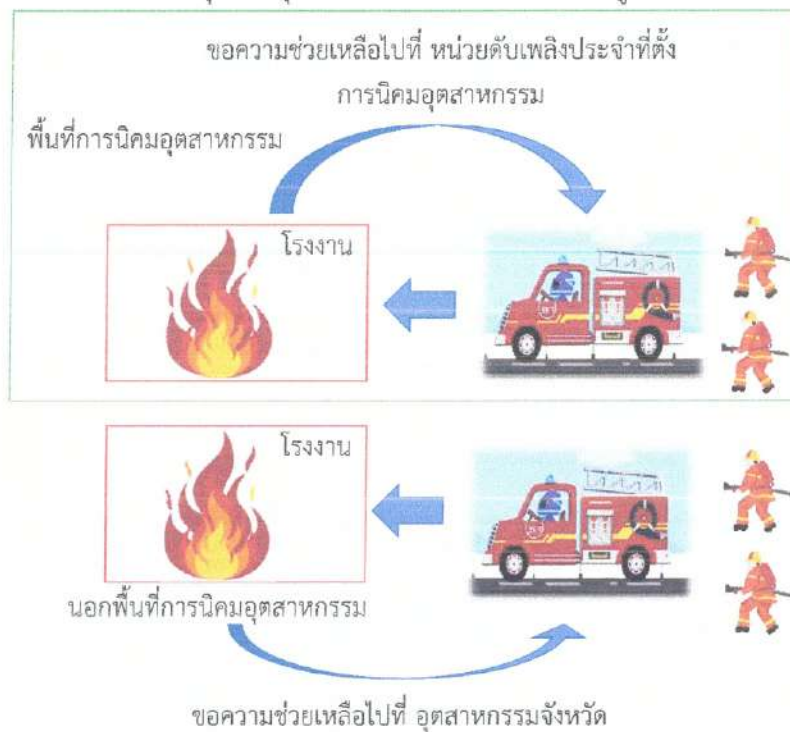 ขอความช่วยเหลือไปที่ หน่วยดับเพลิงประจำที่ตั้ง
การนิคมอุตสาหกรรม
พื้นที่การนิคมอุตสาหกรรม
โรงงาน
โรงงาน
นอกพื้นที่การนิคมอุตสาหกรรม
ขอความช่วยเหลือไปที่ อุตสาหกรรมจังหวัด